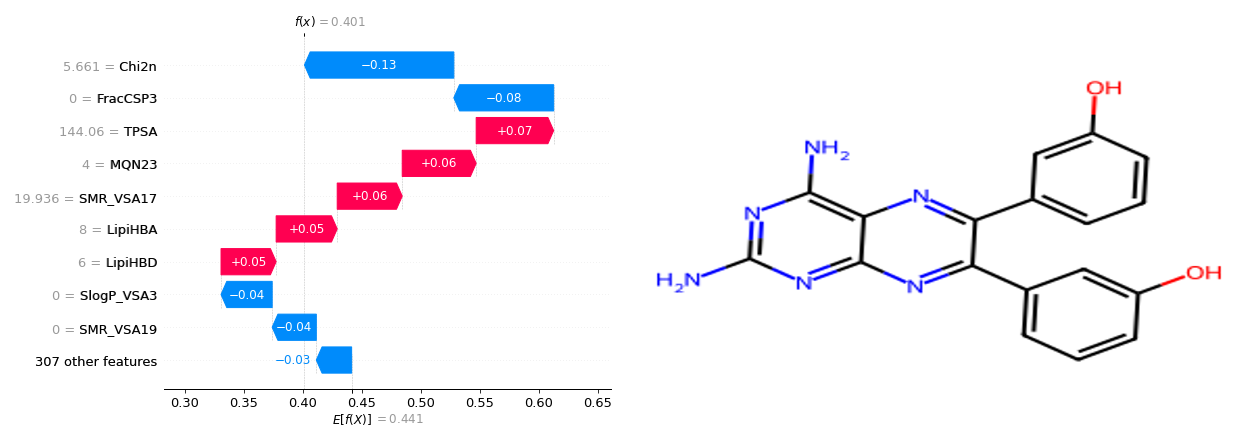 f(x) = 0.401
5.661 = Chi2n
−0.13
0 = FracCSP3
−0.08
144.06 = TPSA
+0.07
4 = MQN23
+0.06
19.936 = SMR_VSA17
+0.06
8 = LipiHBA
+0.05
6 = LipiHBD
+0.05
0 = SlogP_VSA3
−0.04
0 = SMR_VSA19
−0.04
307 other features
−0.03
0.30 0.35 0.40 0.45 0.50 0.55 0.60 0.65
E[f(X)] = 0.441
OH
NH2
N
N
H2N
N
N
OH